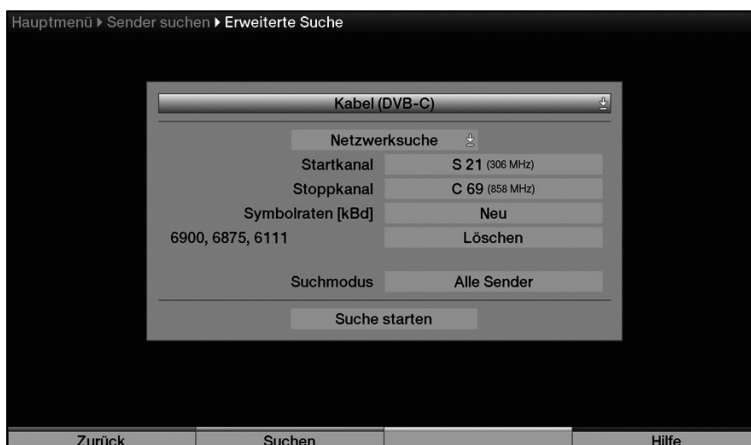 Hauptmenü ▸ Sender suchen ▸ Erweiterte Suche
Kabel (DVB-C)
Netzwerksuche
Startkanal S 21 (306 MHz)
Stoppkanal C 69 (858 MHz)
Symbolraten [kBd] Neu
6900, 6875, 6111 Löschen
Suchmodus Alle Sender
Suche starten
Zurück Suchen Hilfe